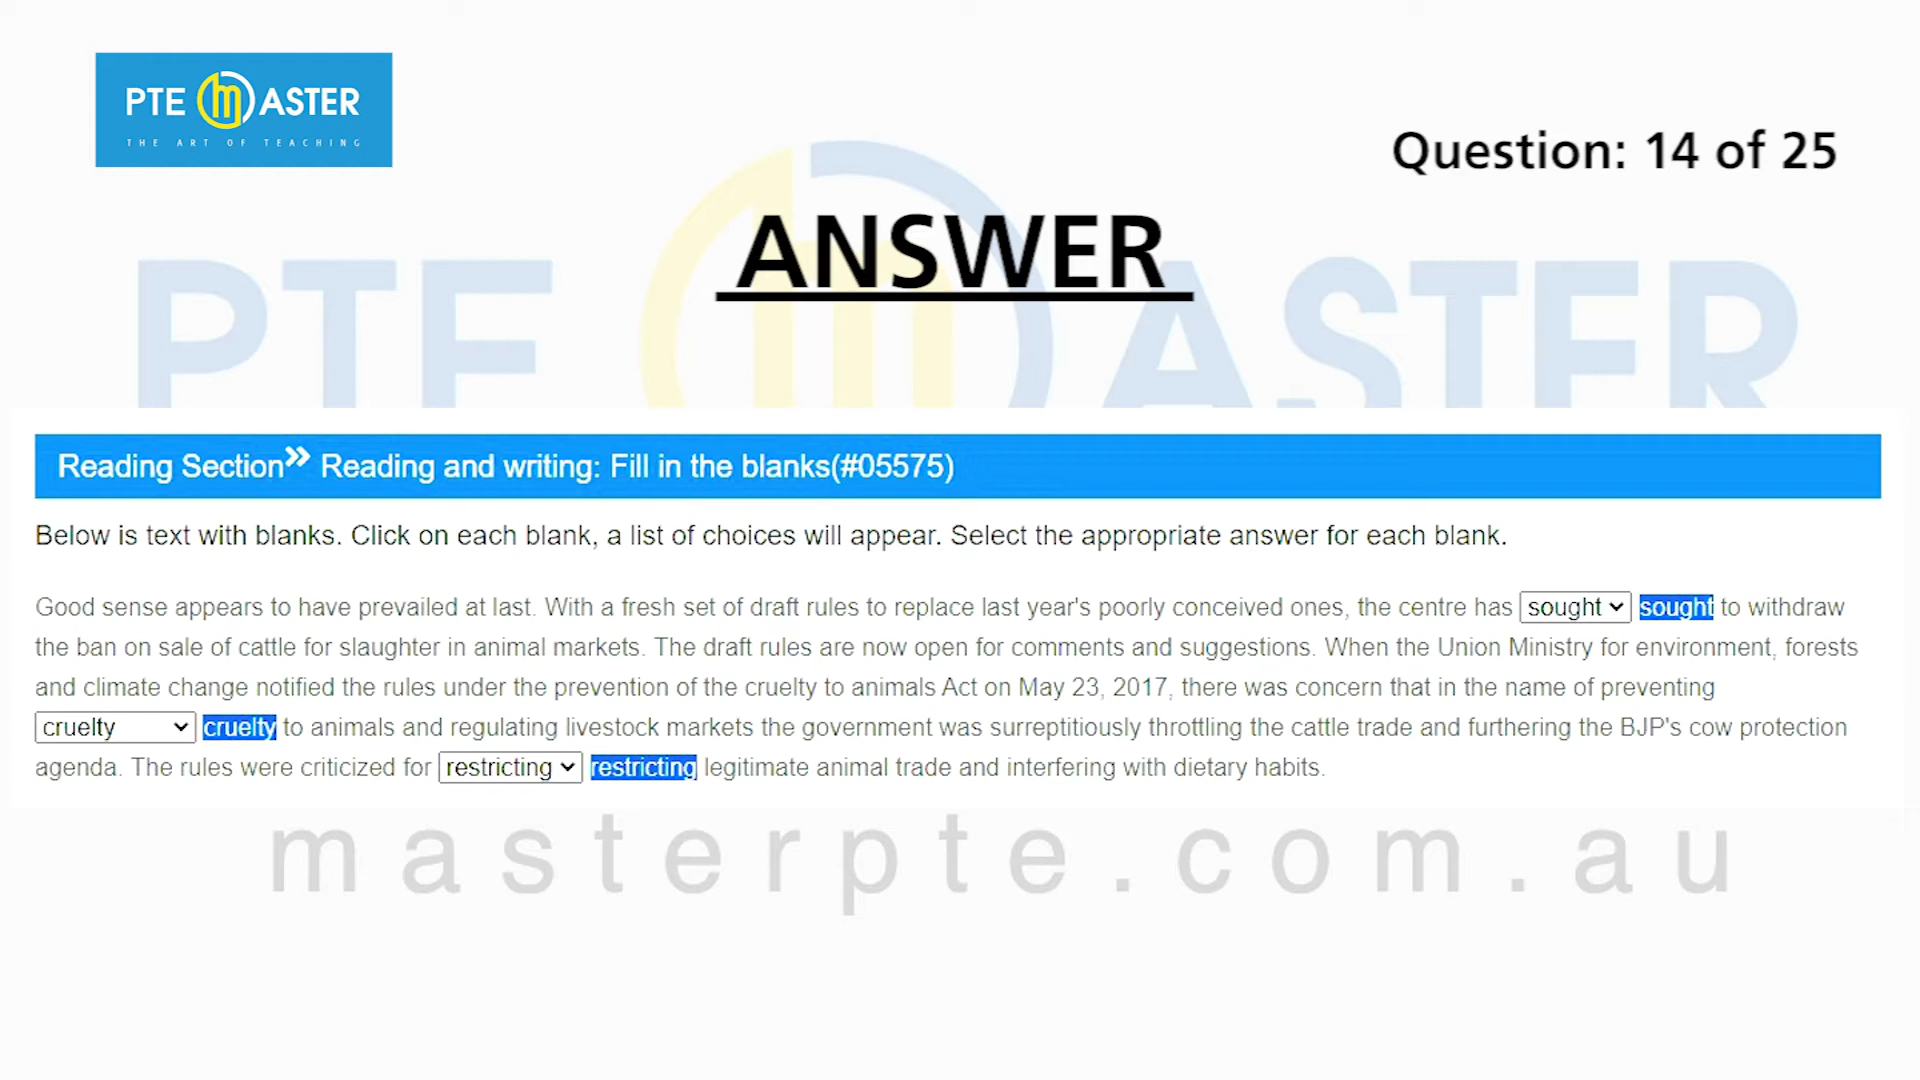 PTE MASTER
THE ART OF TEACHING
Question: 14 of 25
ANSWER
PTE MASTER
Reading Section» Reading and writing: Fill in the blanks(#05575)
Below is text with blanks. Click on each blank, a list of choices will appear. Select the appropriate answer for each blank.
Good sense appears to have prevailed at last. With a fresh set of draft rules to replace last year's poorly conceived ones, the centre has sought sought to withdraw
the ban on sale of cattle for slaughter in animal markets. The draft rules are now open for comments and suggestions. When the Union Ministry for environment, forests
and climate change notified the rules under the prevention of the cruelty to animals Act on May 23, 2017, there was concern that in the name of preventing
cruelty cruelty to animals and regulating livestock markets the government was surreptitiously throttling the cattle trade and furthering the BJP's cow protection
agenda. The rules were criticized for restricting restricting legitimate animal trade and interfering with dietary habits.
masterpte.com.au